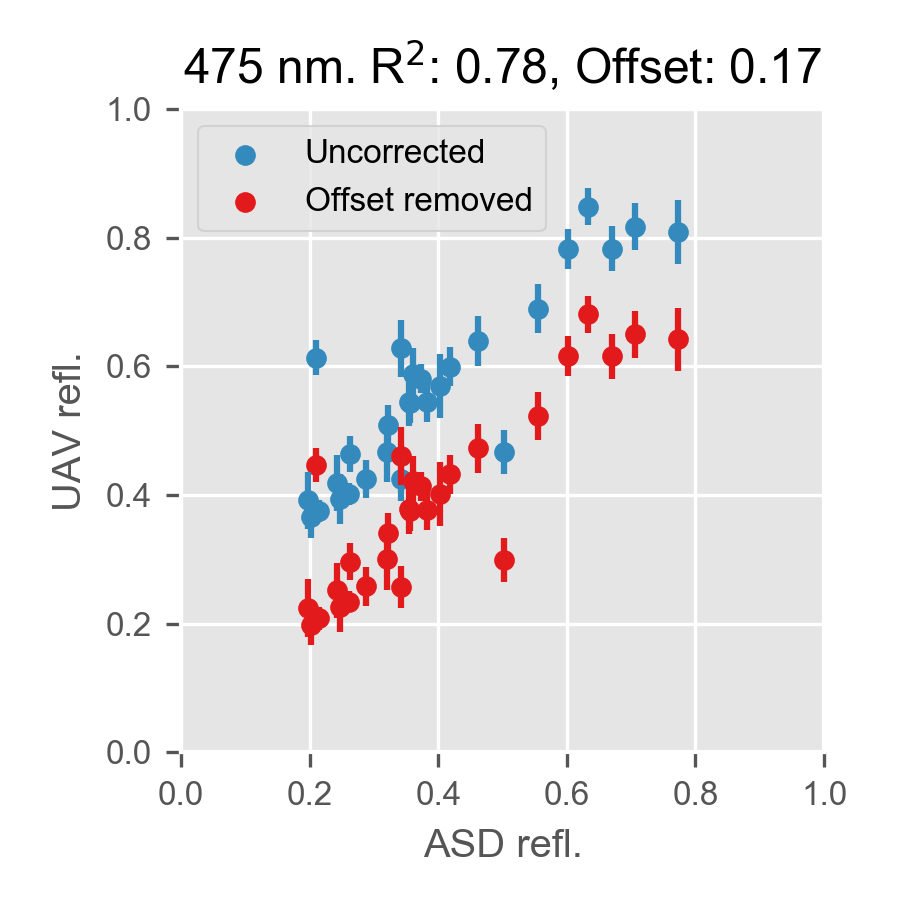 475 nm. R²: 0.78, Offset: 0.17
Uncorrected
Offset removed
UAV refl.
1.0
0.8
0.6
0.4
0.2
0.0
0.0 0.2 0.4 0.6 0.8 1.0
ASD refl.